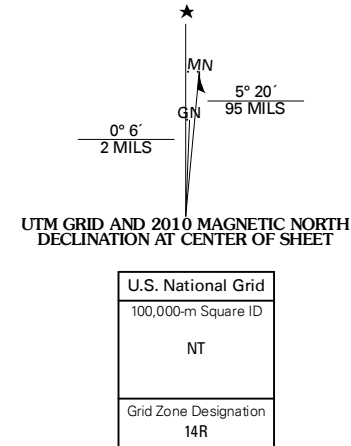 MN
GN
5° 20´
95 MILS
0° 6´
2 MILS
UTM GRID AND 2010 MAGNETIC NORTH
DECLINATION AT CENTER OF SHEET
U.S. National Grid
100,000-m Square ID
NT
Grid Zone Designation
14R